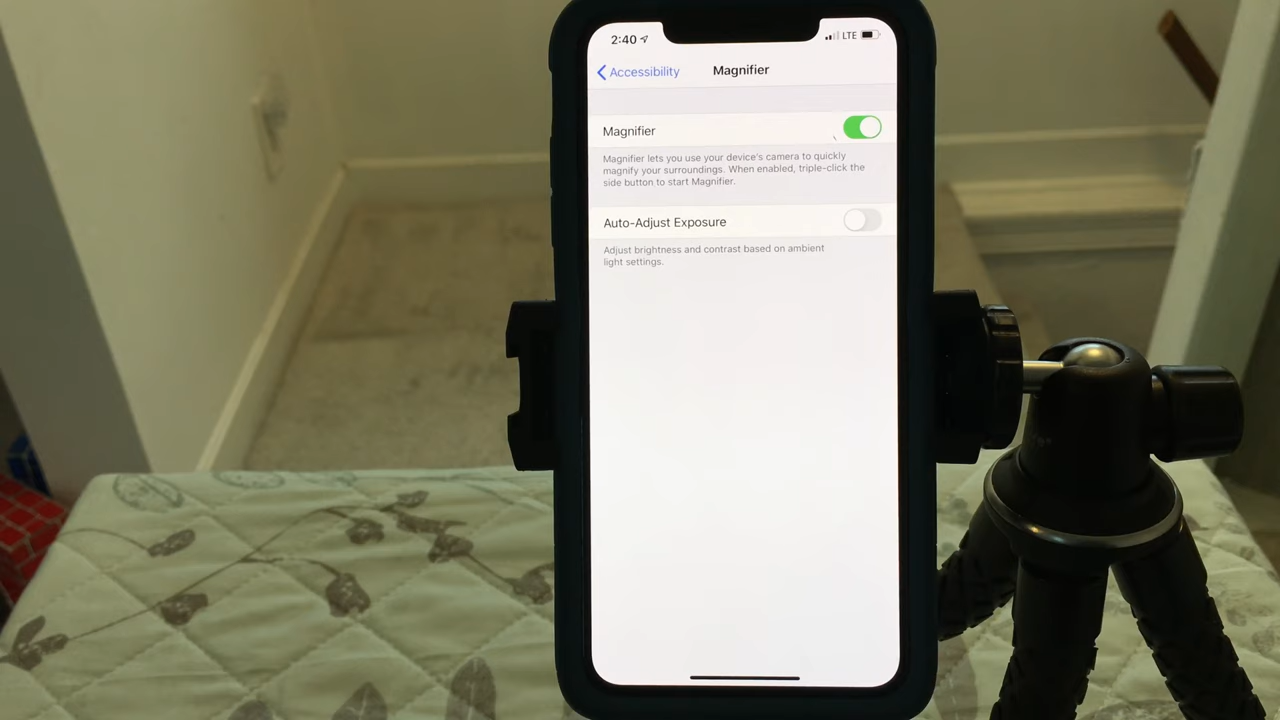 2:40 LTE
Accessibility Magnifier
Magnifier
Magnifier lets you use your device's camera to quickly
magnify your surroundings. When enabled, triple-click the
side button to start Magnifier.
Auto-Adjust Exposure
Adjust brightness and contrast based on ambient
light settings.